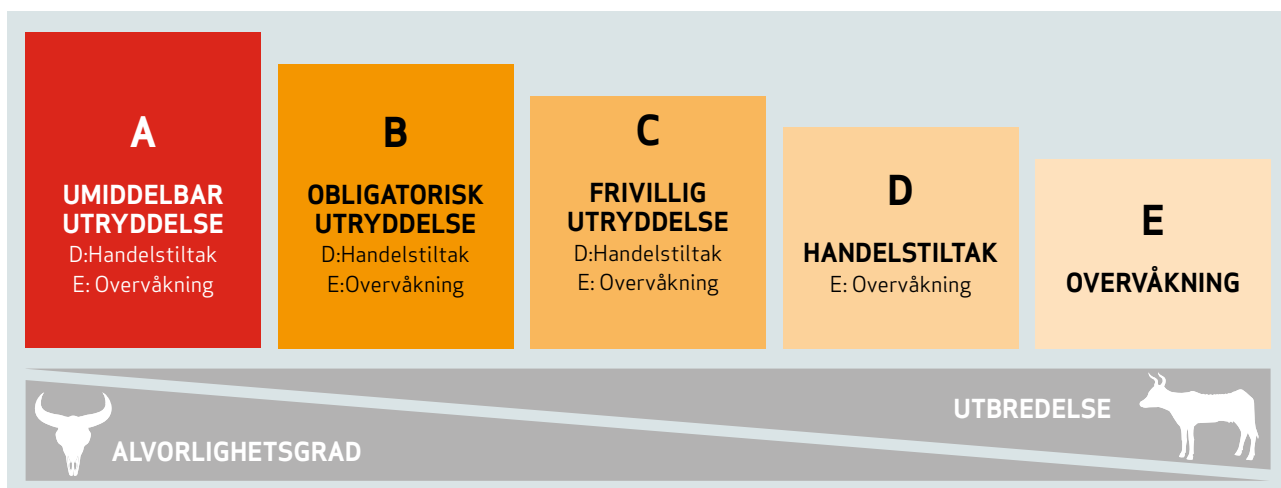 A
UMIDDELBAR
UTRYDDELSE
D:Handelstiltak
E: Overvåkning
B
OBLIGATORISK
UTRYDDELSE
D:Handelstiltak
E:Overvåkning
C
FRIVILLIG
UTRYDDELSE
D:Handelstiltak
E: Overvåkning
D
HANDELSTILTAK
E: Overvåkning
E
OVERVÅKNING
UTBREDELSE
ALVORLIGHETSGRAD